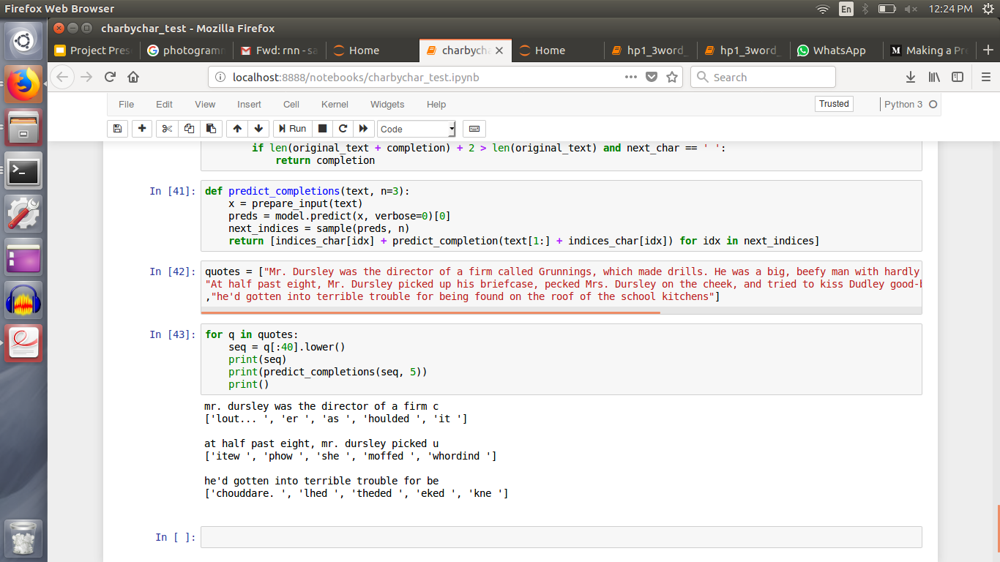 Firefox Web Browser
En
12:24 PM
charbychar_test - Mozilla Firefox
Project Pres
photogramm
Fwd: rnn - sa
Home
charbycha
Home
hp1_3word_
hp1_3word_
WhatsApp
M Making a Pre
localhost:8888/notebooks/charbychar_test.ipynb
Search
File Edit View Insert Cell Kernel Widgets Help
Trusted
Python 3
Run
Code
if len(original_text + completion) + 2 > len(original_text) and next_char == ' ':
return completion
In [41]: def predict_completions(text, n=3):
x = prepare_input(text)
preds = model.predict(x, verbose=0)[0]
next_indices = sample(preds, n)
return [indices_char[idx] + predict_completion(text[1:] + indices_char[idx]) for idx in next_indices]
In [42]: quotes = ["Mr. Dursley was the director of a firm called Grunnings, which made drills. He was a big, beefy man with hardly
"At half past eight, Mr. Dursley picked up his briefcase, pecked Mrs. Dursley on the cheek, and tried to kiss Dudley good-b
,"he'd gotten into terrible trouble for being found on the roof of the school kitchens"]
In [43]: for q in quotes:
seq = q[:40].lower()
print(seq)
print(predict_completions(seq, 5))
print()
mr. dursley was the director of a firm c
['lout... ', 'er ', 'as ', 'houlded ', 'it ']
at half past eight, mr. dursley picked u
['itew ', 'phow ', 'she ', 'moffed ', 'whordind ']
he'd gotten into terrible trouble for be
['chouddare. ', 'lhed ', 'theded ', 'eked ', 'kne ']
In [ ]: